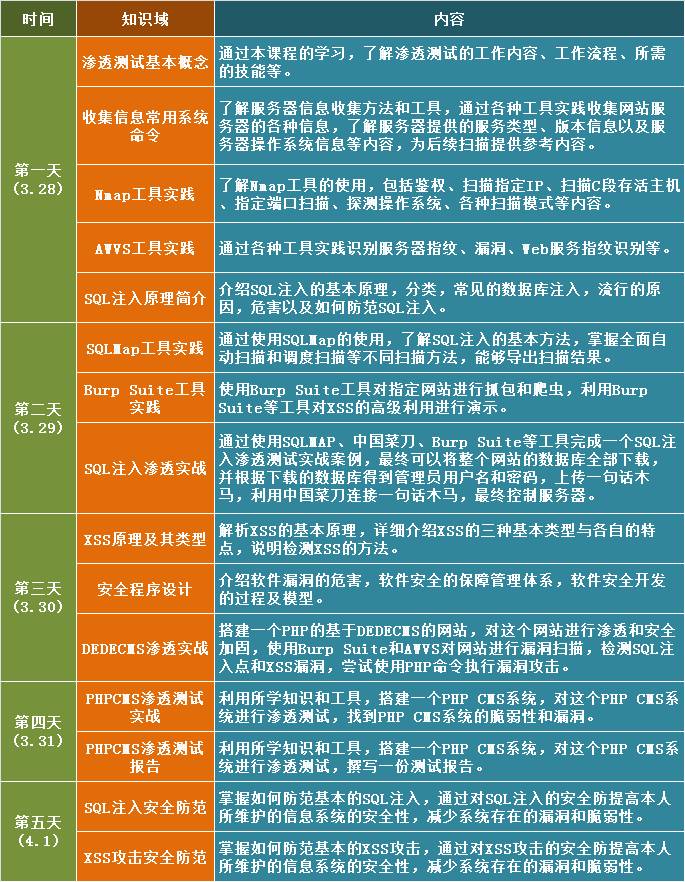 时间
知识域
内容
第一天
(3.28)
渗透测试基本概念
通过本课程的学习，了解渗透测试的工作内容、工作流程、所需
的技能等。
收集信息常用系统
命令
了解服务器信息收集方法和工具，通过各种工具实践收集网站服
务器的各种信息，了解服务器提供的服务类型、版本信息以及服
务器操作系统信息等内容，为后续扫描提供参考内容。
Nmap工具实践
了解Nmap工具的使用，包括鉴权、扫描指定IP、扫描C段存活主机
、指定端口扫描、探测操作系统、各种扫描模式等内容。
AWVS工具实践
通过各种工具实践识别服务器指纹、漏洞、Web服务指纹识别等。
SQL注入原理简介
介绍SQL注入的基本原理，分类，常见的数据库注入，流行的原
因，危害以及如何防范SQL注入。
第二天
(3.29)
SQLMap工具实践
通过使用SQLMap的使用，了解SQL注入的基本方法，掌握全面自
动扫描和调度扫描等不同扫描方法，能够导出扫描结果。
Burp Suite工具
实践
使用Burp Suite工具对指定网站进行抓包和爬虫，利用Burp
Suite等工具对XSS的高级利用进行演示。
SQL注入渗透实战
通过使用SQLMAP、中国菜刀、Burp Suite等工具完成一个SQL注
入渗透测试实战案例，最终可以将整个网站的数据库全部下载，
并根据下载的数据库得到管理员用户名和密码，上传一句话木
马，利用中国菜刀连接一句话木马，最终控制服务器。
第三天
(3.30)
XSS原理及其类型
解析XSS的基本原理，详细介绍XSS的三种基本类型与各自的特
点，说明检测XSS的方法。
安全程序设计
介绍软件漏洞的危害，软件安全的保障管理体系，软件安全开发
的过程及模型。
DEDECMS渗透实战
搭建一个PHP的基于DEDECMS的网站，对这个网站进行渗透和安全
加固，使用Burp Suite和AWVS对网站进行漏洞扫描，检测SQL注
入点和XSS漏洞，尝试使用PHP命令执行漏洞攻击。
第四天
(3.31)
PHPCMS渗透测试
实战
利用所学知识和工具，搭建一个PHP CMS系统，对这个PHP CMS系
统进行渗透测试，找到PHP CMS系统的脆弱性和漏洞。
PHPCMS渗透测试
报告
利用所学知识和工具，搭建一个PHP CMS系统，对这个PHP CMS系
统进行渗透测试，撰写一份测试报告。
第五天
(4.1)
SQL注入安全防范
掌握如何防范基本的SQL注入，通过对SQL注入的安全防提高本人
所维护的信息系统的安全性，减少系统存在的漏洞和脆弱性。
XSS攻击安全防范
掌握如何防范基本的XSS攻击，通过对XSS攻击的安全防提高本人
所维护的信息系统的安全性，减少系统存在的漏洞和脆弱性。